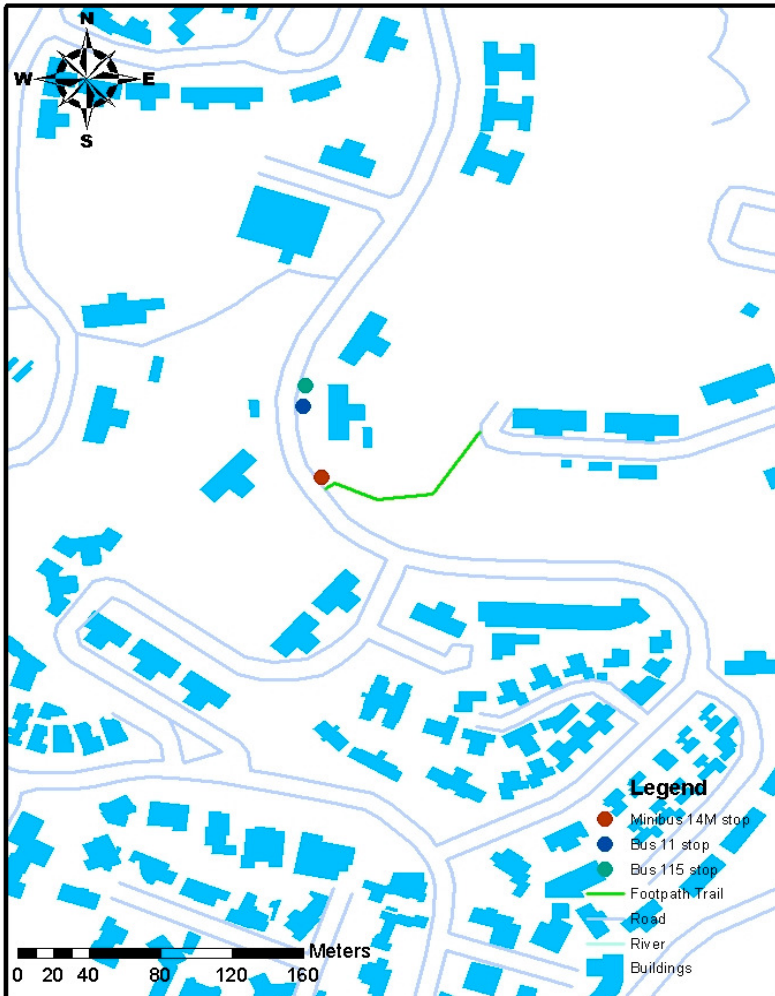 N
W E
S
Legend
Minibus 14M stop
Bus 11 stop
Bus 115 stop
Footpath Trail
Road
River
Buildings
Meters
0 20 40 80 120 160